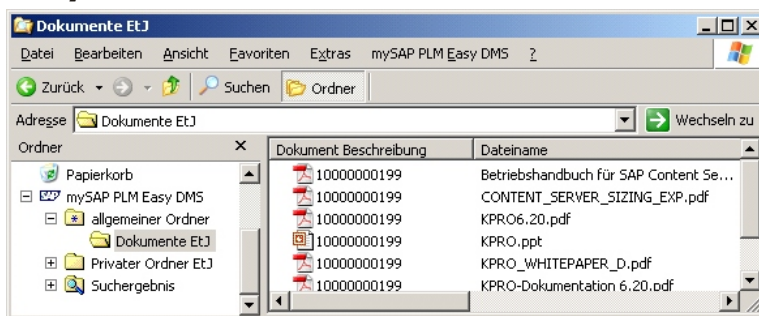 Dokumente EtJ
Datei Bearbeiten Ansicht Favoriten Extras mySAP PLM Easy DMS ?
Zurück Suchen Ordner
Adresse Dokumente EtJ Wechseln zu
Ordner x Dokument Beschreibung Dateiname
Papierkorb
mySAP PLM Easy DMS
allgemeiner Ordner
Dokumente EtJ
Privater Ordner EtJ
Suchergebnis
10000000199 Betriebshandbuch für SAP Content Se...
10000000199 CONTENT_SERVER_SIZING_EXP.pdf
10000000199 KPRO6.20.pdf
10000000199 KPRO.ppt
10000000199 KPRO_WHITEPAPER_D.pdf
10000000199 KPRO-Dokumentation 6.20.pdf